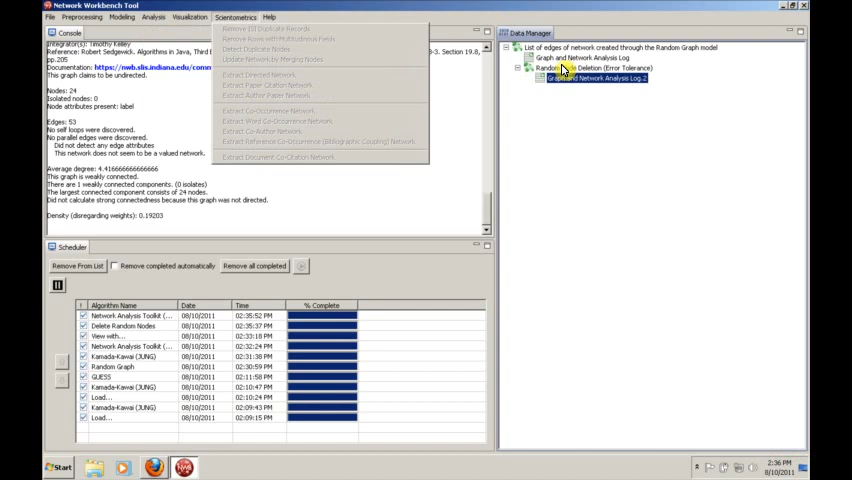 Network Workbench Tool
File Preprocessing Modeling Analysis Visualization Scientometrics Help
Console
Integrator(s): Timothy Kelley
Reference: Robert Sedgewick. Algorithms in Java, Third
Section 19.8,
pp.205
Documentation: https://nwb.slis.indiana.edu/comm
This graph claims to be undirected.
Nodes: 24
Isolated nodes: 0
Node attributes present: label
Edges: 53
No self loops were discovered.
No parallel edges were discovered.
Did not detect any edge attributes
This network does not seem to be a valued network.
Average degree: 4.416666666666666
This graph is weakly connected.
There are 1 weakly connected components. (0 isolates)
The largest connected component consists of 24 nodes.
Did not calculate strong connectedness because this graph was not directed.
Density (disregarding weights): 0.19203
Remove ISI Duplicate Records
Remove Rows with Multitudinous Fields
Detect Duplicate Nodes
Update Network by Merging Nodes
Extract Directed Network
Extract Paper Citation Network
Extract Author Paper Network
Extract Co-Occurrence Network
Extract Word Co-Occurrence Network
Extract Co-Author Network
Extract Reference Co-Occurrence (Bibliographic Coupling) Network
Extract Document Co-Citation Network
Data Manager
List of edges of network created through the Random Graph model
Graph and Network Analysis Log
Random Node Deletion (Error Tolerance)
Graph and Network Analysis Log.2
Scheduler
Remove From List Remove completed automatically Remove all completed
! Algorithm Name Date Time % Complete
Network Analysis Toolkit (... 08/10/2011 02:35:52 PM
Delete Random Nodes 08/10/2011 02:35:37 PM
View with... 08/10/2011 02:33:18 PM
Network Analysis Toolkit (... 08/10/2011 02:32:24 PM
Kamada-Kawai (JUNG) 08/10/2011 02:31:38 PM
Random Graph 08/10/2011 02:30:59 PM
GUESS 08/10/2011 02:11:58 PM
Kamada-Kawai (JUNG) 08/10/2011 02:10:47 PM
Load... 08/10/2011 02:10:24 PM
Kamada-Kawai (JUNG) 08/10/2011 02:09:43 PM
Load... 08/10/2011 02:09:15 PM
Start
2:36 PM
8/10/2011